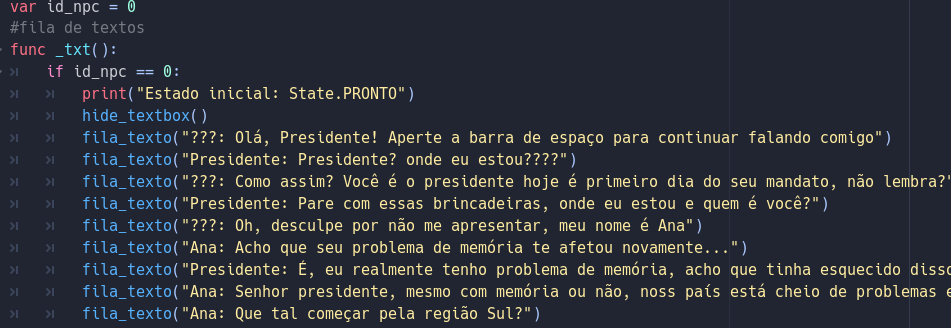 var id_npc = 0
#fila de textos
func _txt():
if id_npc == 0:
print("Estado inicial: State.PRONTO")
hide_textbox()
fila_texto("???: Olá, Presidente! Aperte a barra de espaço para continuar falando comigo")
fila_texto("Presidente: Presidente? onde eu estou????")
fila_texto("???: Como assim? Você é o presidente hoje é primeiro dia do seu mandato, não lembra?"
fila_texto("Presidente: Pare com essas brincadeiras, onde eu estou e quem é você?")
fila_texto("???: Oh, desculpe por não me apresentar, meu nome é Ana")
fila_texto("Ana: Acho que seu problema de memória te afetou novamente...")
fila_texto("Presidente: É, eu realmente tenho problema de memória, acho que tinha esquecido disso
fila_texto("Ana: Senhor presidente, mesmo com memória ou não, noss país está cheio de problemas e
fila_texto("Ana: Que tal começar pela região Sul?")